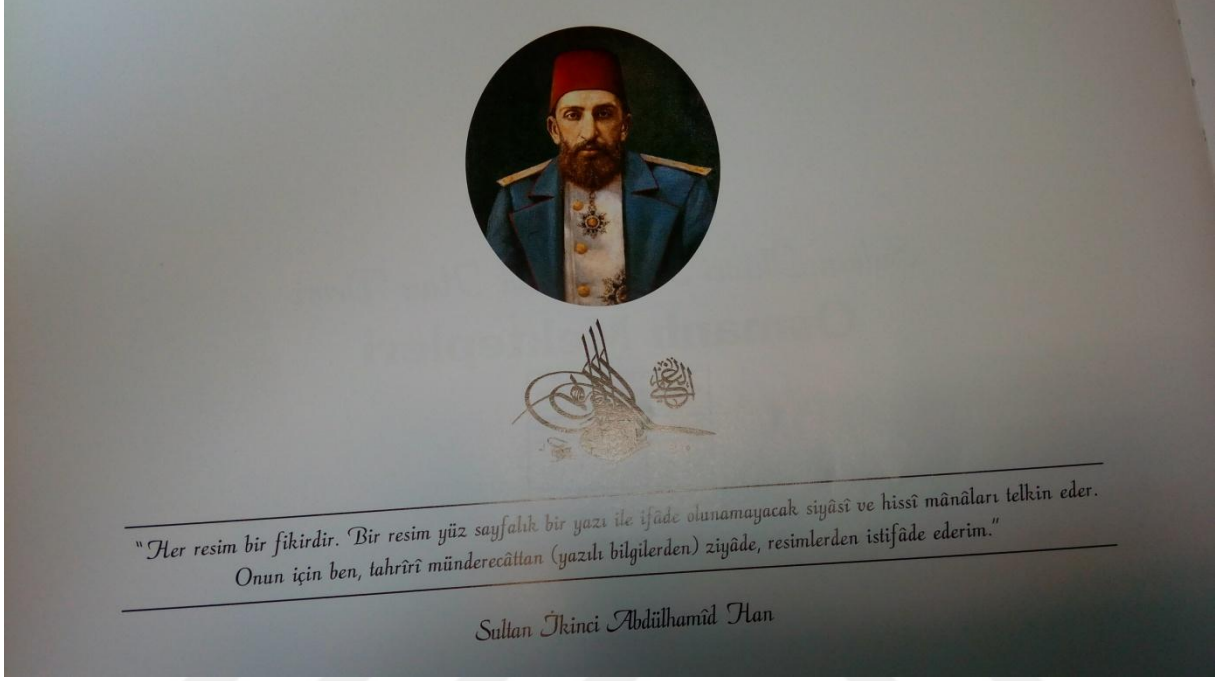 "Her resim bir fikirdir. Bir resim yüz sayfalık bir yazı ile ifâde olunamayacak siyâsî ve hissî mânâları telkin eder.
Onun için ben, tahrîrî münderecâttan (yazılı bilgilerden) ziyâde, resimlerden istifâde ederim."
Sultan İkinci Abdülhamîd Han